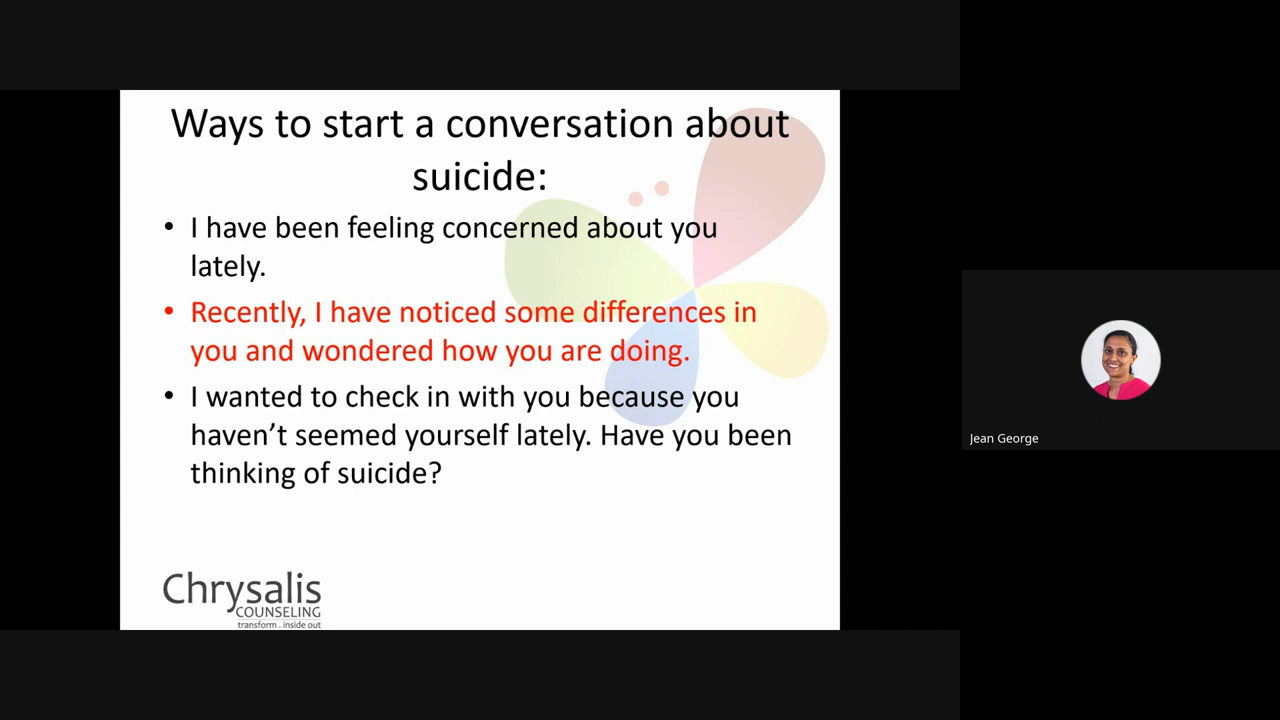 Ways to start a conversation about
suicide:
• I have been feeling concerned about you
lately.
• Recently, I have noticed some differences in
you and wondered how you are doing.
• I wanted to check in with you because you
haven’t seemed yourself lately. Have you been
thinking of suicide?
Chrysalis
COUNSELING
transform . inside out
Jean George